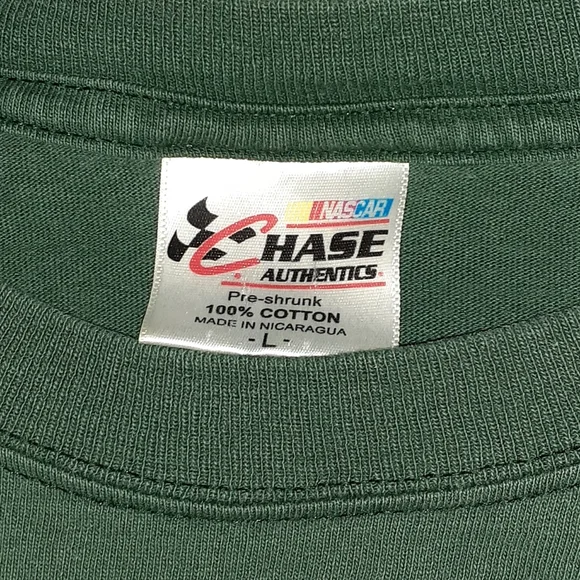 NASCAR
CHASE
AUTHENTICS®
Pre-shrunk
100% COTTON
MADE IN NICARAGUA
- L -